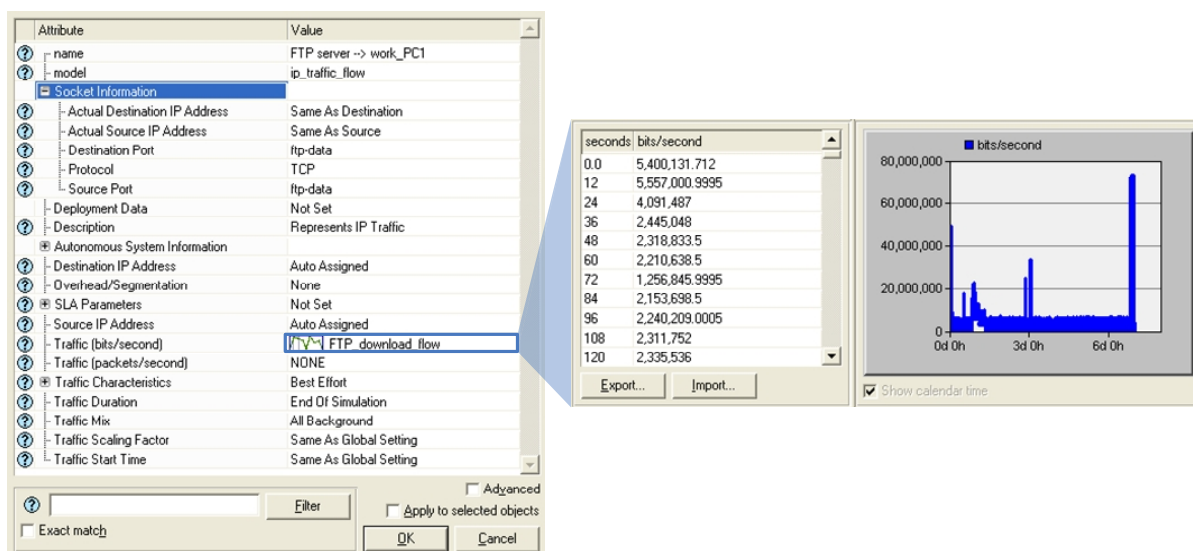 Attribute Value
name FTP server --> work_PC1
model ip_traffic_flow
Socket Information
Actual Destination IP Address Same As Destination
Actual Source IP Address Same As Source
Destination Port ftp-data
Protocol TCP
Source Port ftp-data
Deployment Data Not Set
Description Represents IP Traffic
Autonomous System Information
Destination IP Address Auto Assigned
Overhead/Segmentation None
SLA Parameters Not Set
Source IP Address Auto Assigned
Traffic (bits/second) FTP_download_flow
Traffic (packets/second) NONE
Traffic Characteristics Best Effort
Traffic Duration End Of Simulation
Traffic Mix All Background
Traffic Scaling Factor Same As Global Setting
Traffic Start Time Same As Global Setting
Advanced
Filter
Apply to selected objects
Exact match
OK Cancel
seconds bits/second
0.0 5,400,131.712
12 5,557,000.9995
24 4,091,487
36 2,445,048
48 2,318,833.5
60 2,210,638.5
72 1,256,845.9995
84 2,153,698.5
96 2,240,209.0005
108 2,311,752
120 2,335,536
Export... Import...
bits/second
80,000,000
60,000,000
40,000,000
20,000,000
0
0d 0h 3d 0h 6d 0h
Show calendar time